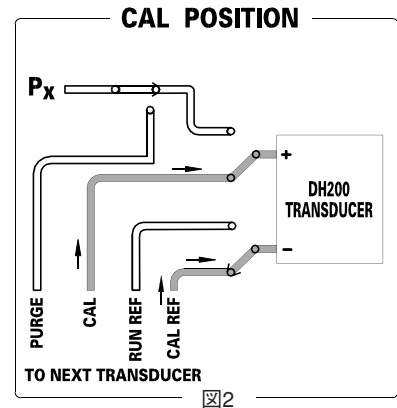 CAL POSITION
Px
+
DH200
TRANSDUCER
−
PURGE
CAL
RUN REF
CAL REF
TO NEXT TRANSDUCER
図2